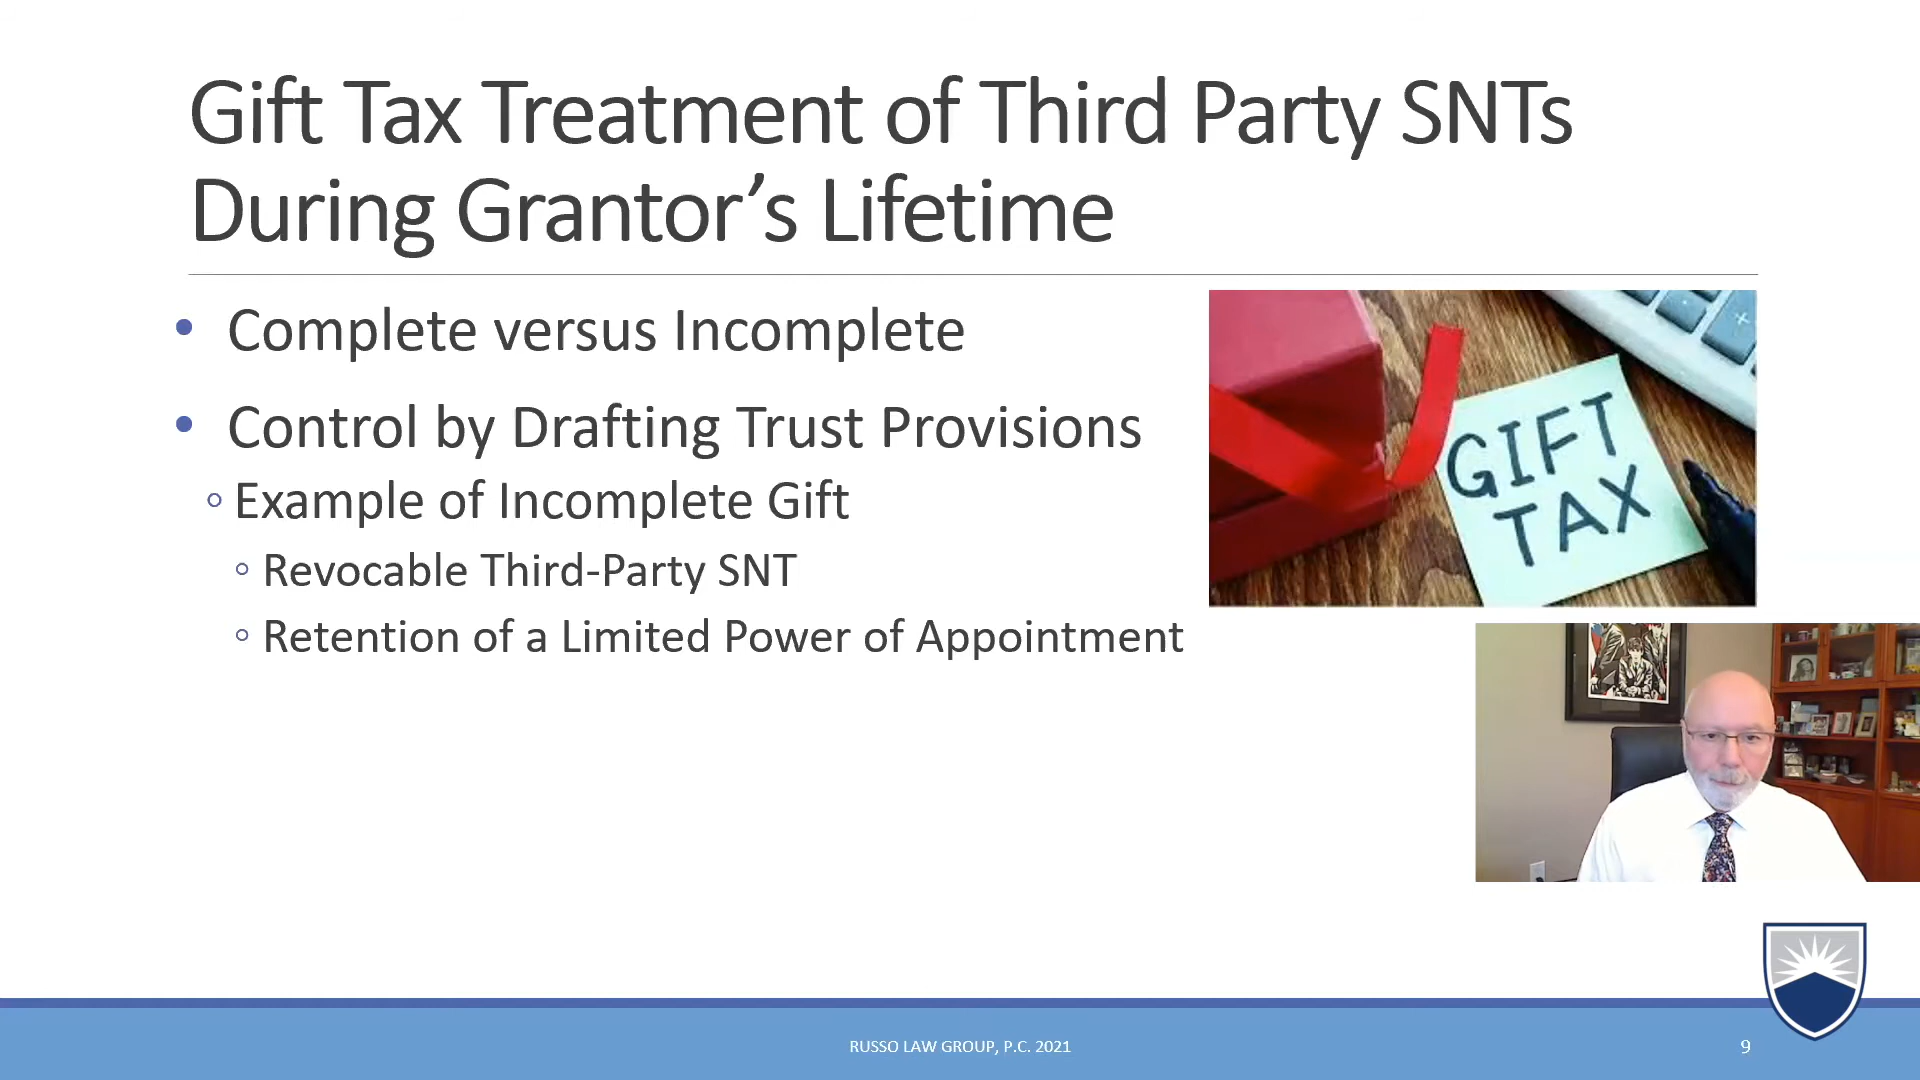 Gift Tax Treatment of Third Party SNTs
During Grantor’s Lifetime
• Complete versus Incomplete
• Control by Drafting Trust Provisions
◦ Example of Incomplete Gift
◦ Revocable Third-Party SNT
◦ Retention of a Limited Power of Appointment
+
GIFT
TAX
RUSSO LAW GROUP, P.C. 2021
9